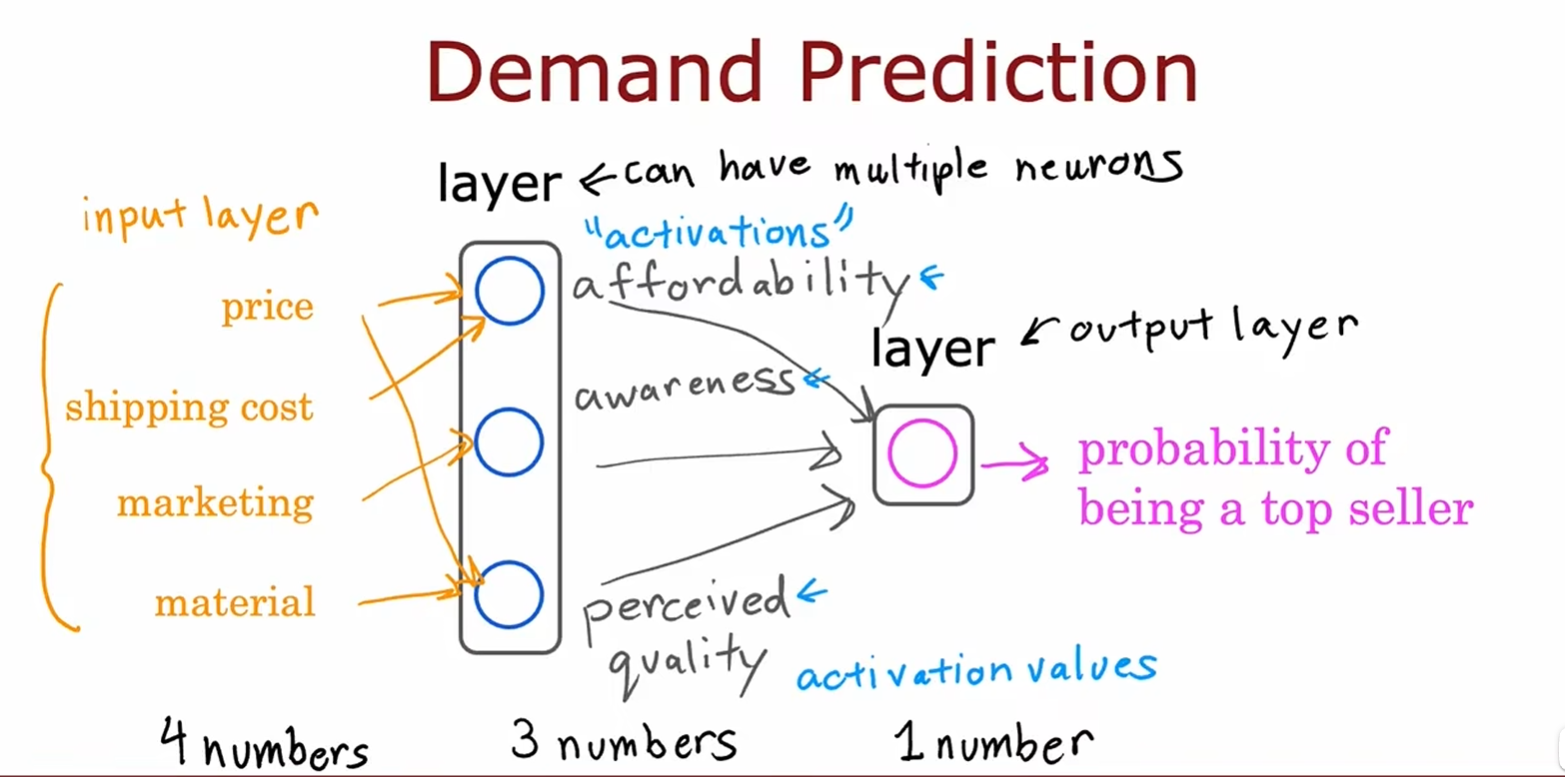 Demand Prediction
layer ← can have multiple neurons
input layer
"activations"
affordability ←
price
layer ← output layer
awareness ←
shipping cost
probability of
being a top seller
marketing
material
perceived ←
quality
activation values
4 numbers
3 numbers
1 number